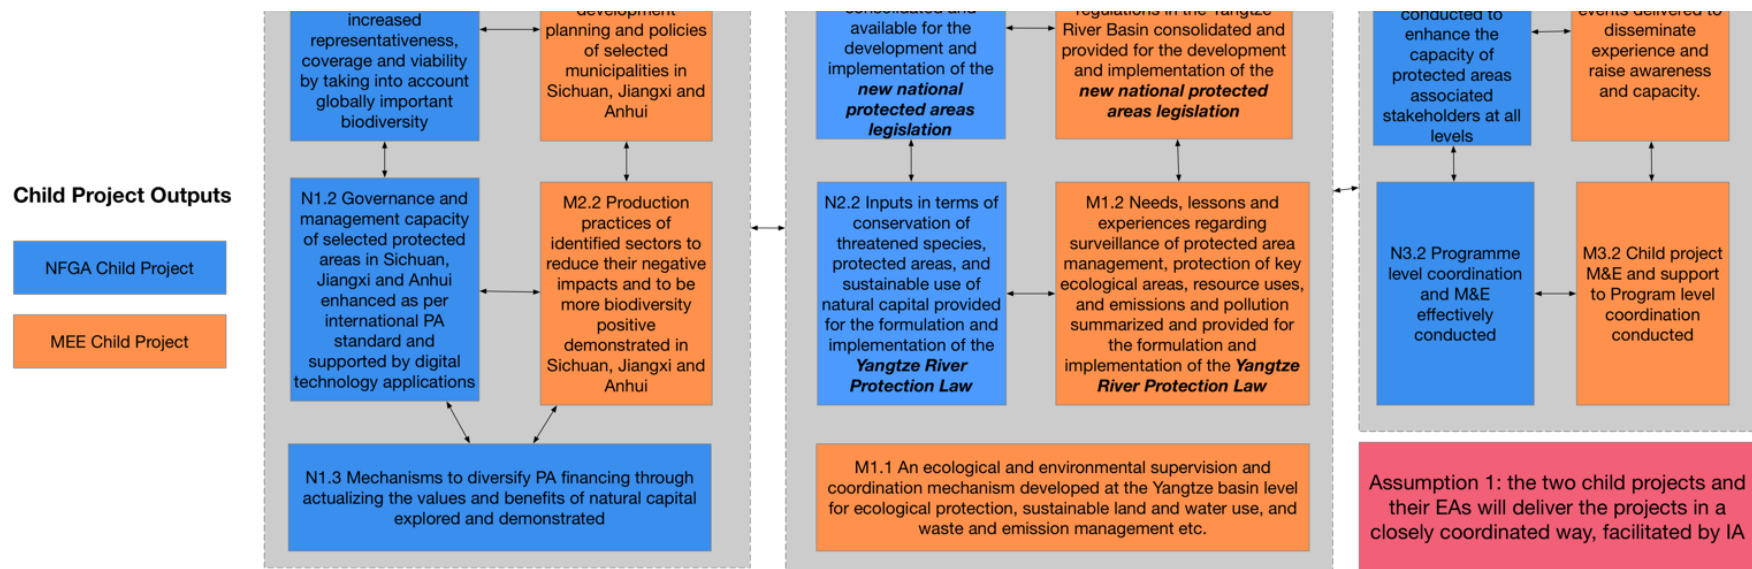 Child Project Outputs
NFGA Child Project
MEE Child Project
increased
representativeness,
coverage and viability
by taking into account
globally important
biodiversity
development
planning and policies
of selected
municipalities in
Sichuan, Jiangxi and
Anhui
N1.2 Governance and
management capacity
of selected protected
areas in Sichuan,
Jiangxi and Anhui
enhanced as per
international PA
standard and
supported by digital
technology applications
M2.2 Production
practices of
identified sectors to
reduce their negative
impacts and to be
more biodiversity
positive
demonstrated in
Sichuan, Jiangxi and
Anhui
N1.3 Mechanisms to diversify PA financing through
actualizing the values and benefits of natural capital
explored and demonstrated
consolidated and
available for the
development and
implementation of the
new national
protected areas
legislation
regulations in the Yangtze
River Basin consolidated and
provided for the development
and implementation of the
new national protected
areas legislation
N2.2 Inputs in terms of
conservation of
threatened species,
protected areas, and
sustainable use of
natural capital provided
for the formulation and
implementation of the
Yangtze River
Protection Law
M1.2 Needs, lessons and
experiences regarding
surveillance of protected area
management, protection of key
ecological areas, resource uses,
and emissions and pollution
summarized and provided for
the formulation and
implementation of the Yangtze
River Protection Law
M1.1 An ecological and environmental supervision and
coordination mechanism developed at the Yangtze basin level
for ecological protection, sustainable land and water use, and
waste and emission management etc.
conducted to
enhance the
capacity of
protected areas
associated
stakeholders at all
levels
events delivered to
disseminate
experience and
raise awareness
and capacity.
N3.2 Programme
level coordination
and M&E
effectively
conducted
M3.2 Child project
M&E and support
to Program level
coordination
conducted
Assumption 1: the two child projects and
their EAs will deliver the projects in a
closely coordinated way, facilitated by IA